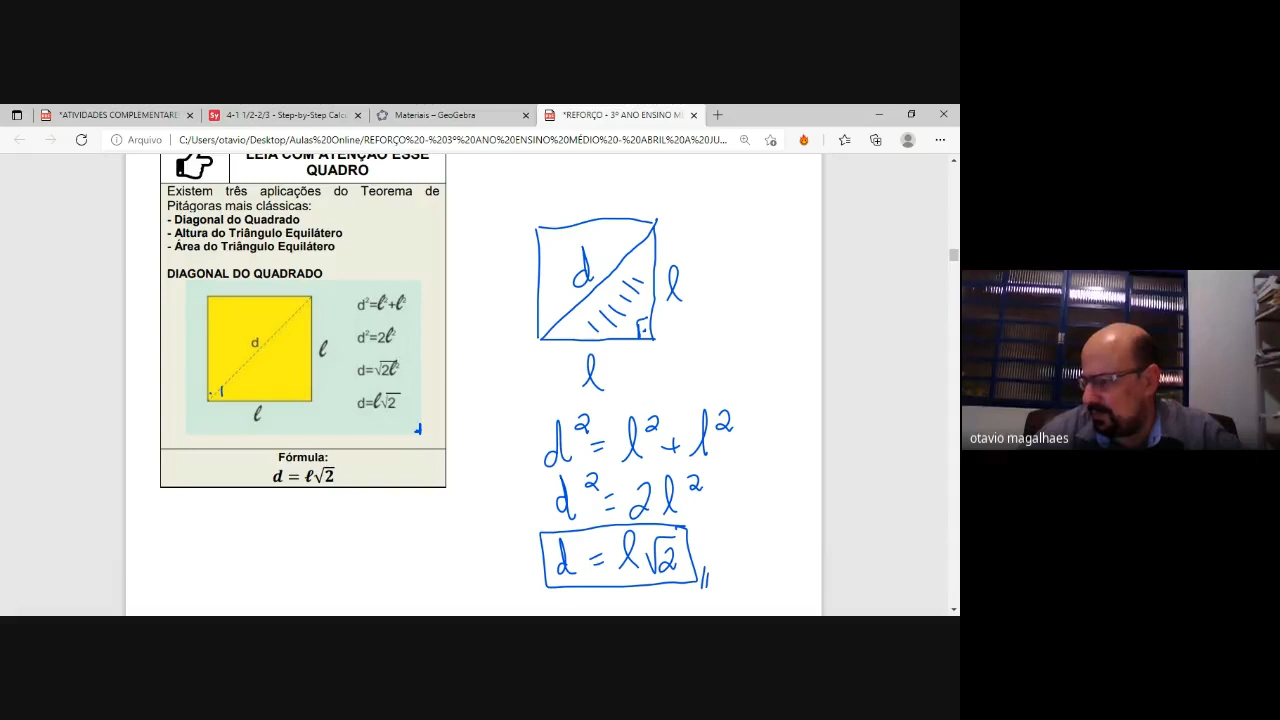 *ATIVIDADES COMPLEMENTARE
4-1 1/2-2/3 - Step-by-Step Calcu
Materiais – GeoGebra
*REFORÇO - 3º ANO ENSINO MÉ
Arquivo
C:/Users/otavio/Desktop/Aulas%20Online/REFORÇO%20-%203º%20ANO%20ENSINO%20MÉDIO%20-%20ABRIL%20A%20JU...
LEIA COM ATENÇÃO ESSE
QUADRO
Existem três aplicações do Teorema de
Pitágoras mais clássicas:
- Diagonal do Quadrado
- Altura do Triângulo Equilátero
- Área do Triângulo Equilátero
DIAGONAL DO QUADRADO
d²=ℓ²+ℓ²
d²=2ℓ²
d=√2ℓ²
d=ℓ√2
d
ℓ
ℓ
Fórmula:
d = ℓ√2
d
l
l
d² = l² + l²
d² = 2l²
d = l√2
otavio magalhaes